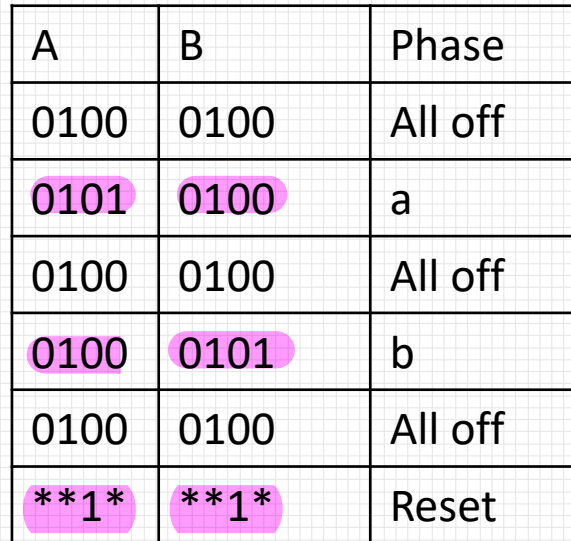 A B Phase
0100 0100 All off
0101 0100 a
0100 0100 All off
0100 0101 b
0100 0100 All off
**1* **1* Reset